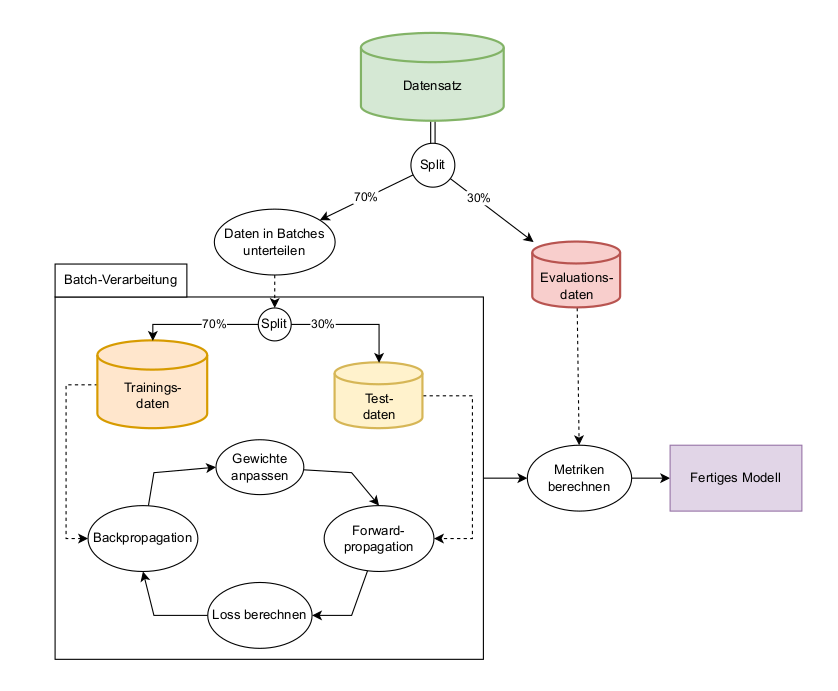 Datensatz
Split
70%
30%
Daten in Batches
unterteilen
Evaluations-
daten
Batch-Verarbeitung
70%
Split
30%
Trainings-
daten
Test-
daten
Gewichte
anpassen
Metriken
berechnen
Fertiges Modell
Backpropagation
Forward-
propagation
Loss berechnen